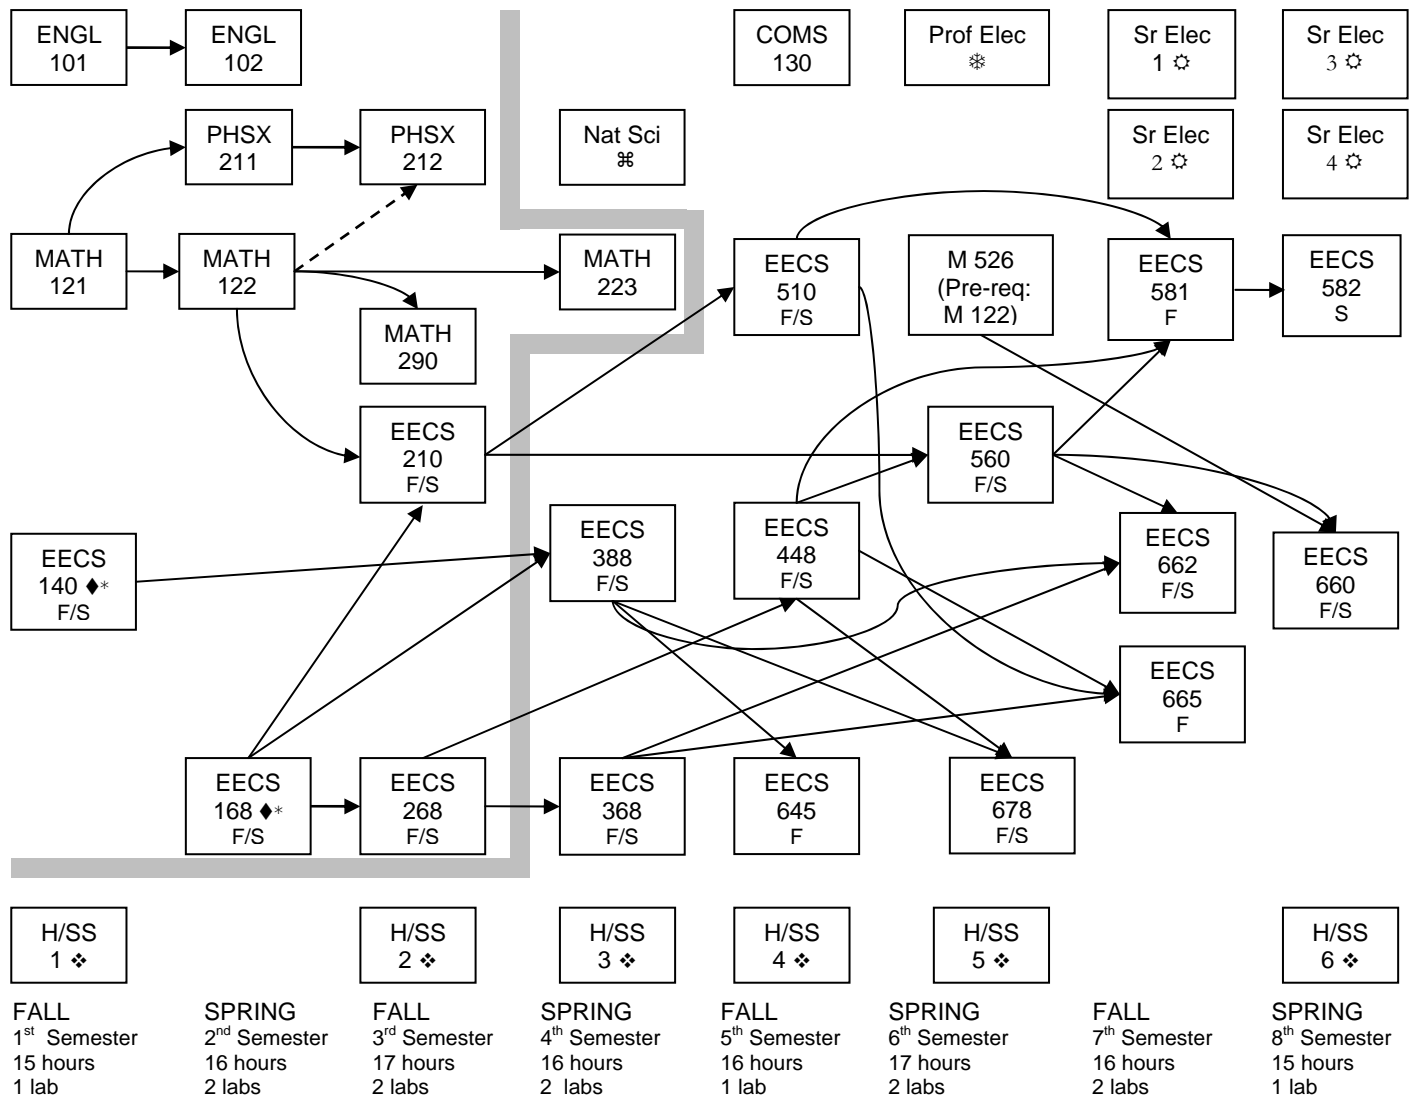 ENGL
101
ENGL
102
COMS
130
Prof Elec
❄
Sr Elec
1 ☼
Sr Elec
3 ☼
PHSX
211
PHSX
212
Nat Sci
⌘
Sr Elec
2 ☼
Sr Elec
4 ☼
MATH
121
MATH
122
MATH
223
EECS
510
F/S
M 526
(Pre-req:
M 122)
EECS
581
F
EECS
582
S
MATH
290
EECS
210
F/S
EECS
560
F/S
EECS
140 ♦*
F/S
EECS
388
F/S
EECS
448
F/S
EECS
662
F/S
EECS
660
F/S
EECS
665
F
EECS
168 ♦*
F/S
EECS
268
F/S
EECS
368
F/S
EECS
645
F
EECS
678
F/S
H/SS
1 ❖
H/SS
2 ❖
H/SS
3 ❖
H/SS
4 ❖
H/SS
5 ❖
H/SS
6 ❖
FALL
1st Semester
15 hours
1 lab
SPRING
2nd Semester
16 hours
2 labs
FALL
3rd Semester
17 hours
2 labs
SPRING
4th Semester
16 hours
2 labs
FALL
5th Semester
16 hours
1 lab
SPRING
6th Semester
17 hours
2 labs
FALL
7th Semester
16 hours
2 labs
SPRING
8th Semester
15 hours
1 lab